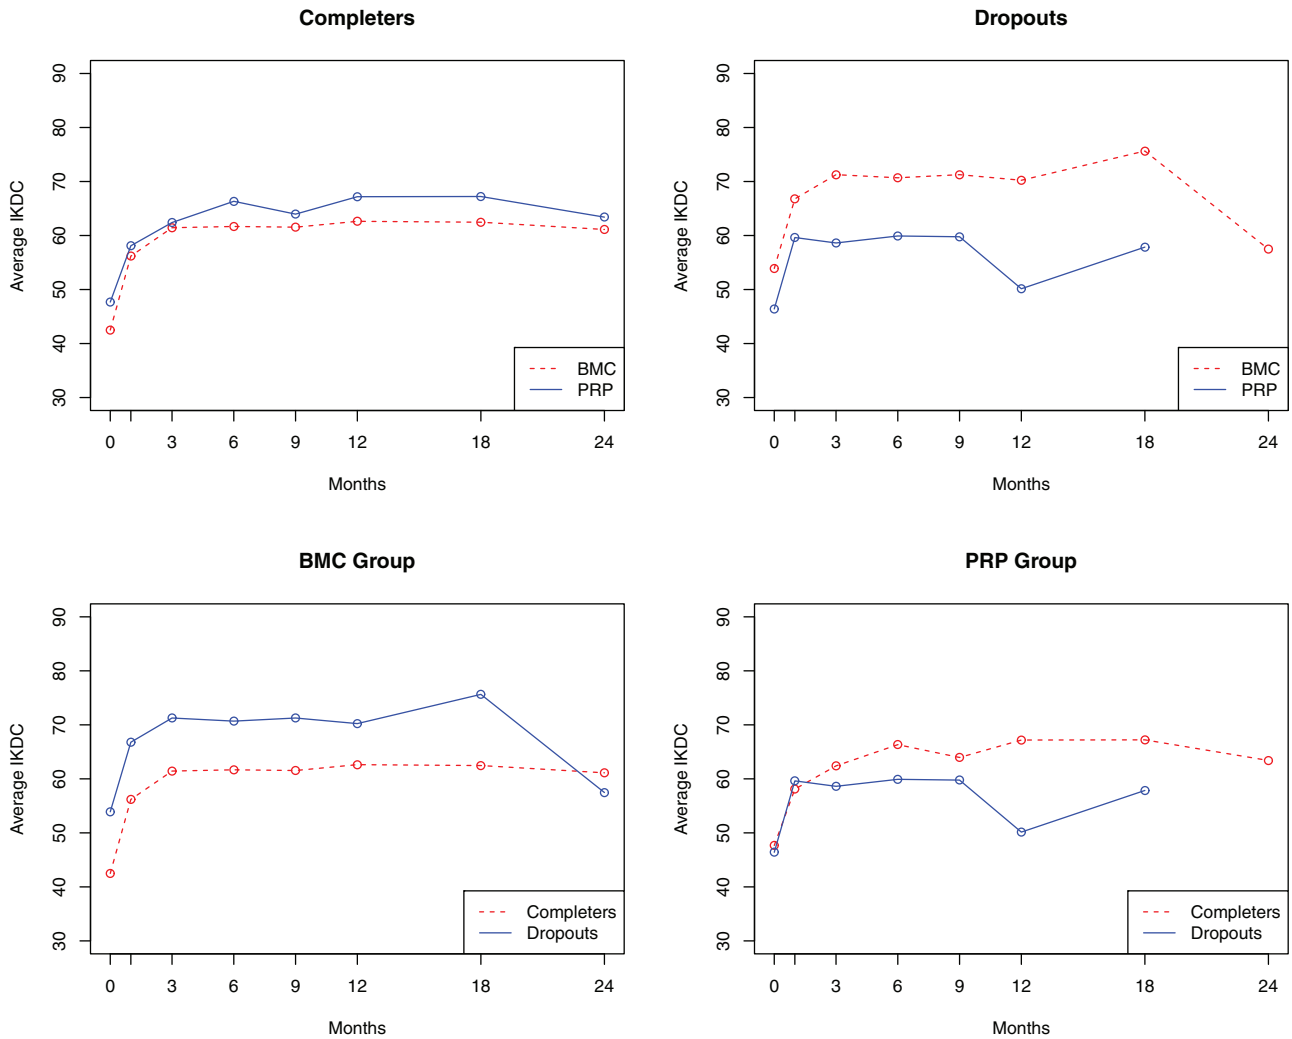 Completers
Average IKDC
90
80
70
60
50
40
30
0 3 6 9 12 18 24
Months
BMC
PRP
Dropouts
Average IKDC
90
80
70
60
50
40
30
0 3 6 9 12 18 24
Months
BMC
PRP
BMC Group
Average IKDC
90
80
70
60
50
40
30
0 3 6 9 12 18 24
Months
Completers
Dropouts
PRP Group
Average IKDC
90
80
70
60
50
40
30
0 3 6 9 12 18 24
Months
Completers
Dropouts